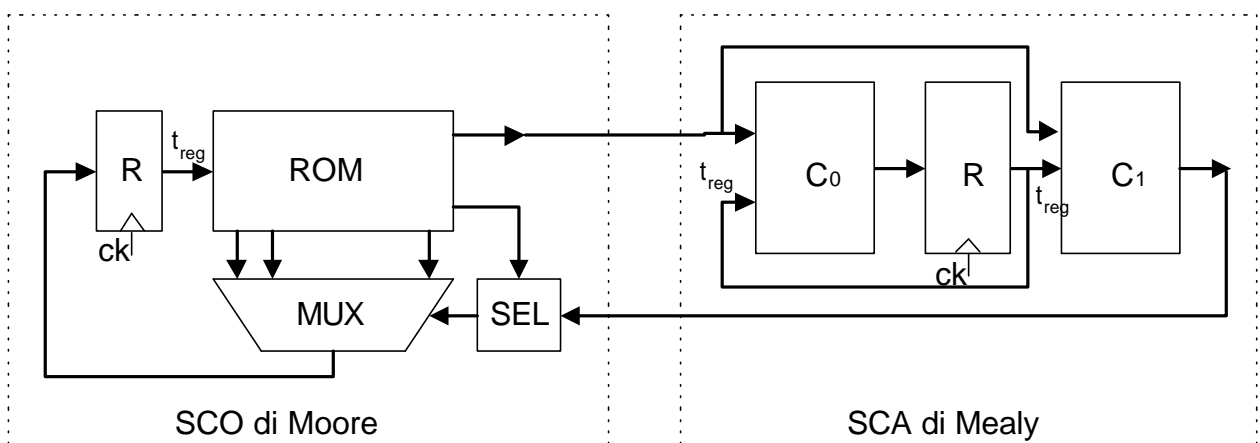 R
t_reg
ROM
ck
MUX
SEL
SCO di Moore
t_reg
C0
R
t_reg
C1
ck
SCA di Mealy